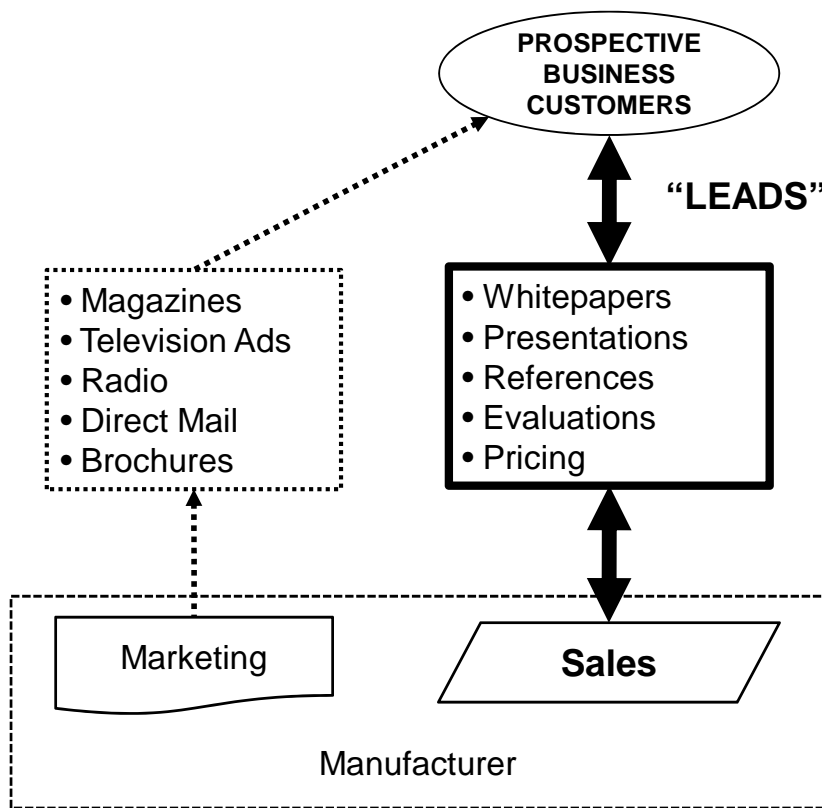 PROSPECTIVE
BUSINESS
CUSTOMERS
“LEADS”
• Magazines
• Television Ads
• Radio
• Direct Mail
• Brochures
• Whitepapers
• Presentations
• References
• Evaluations
• Pricing
Marketing
Sales
Manufacturer